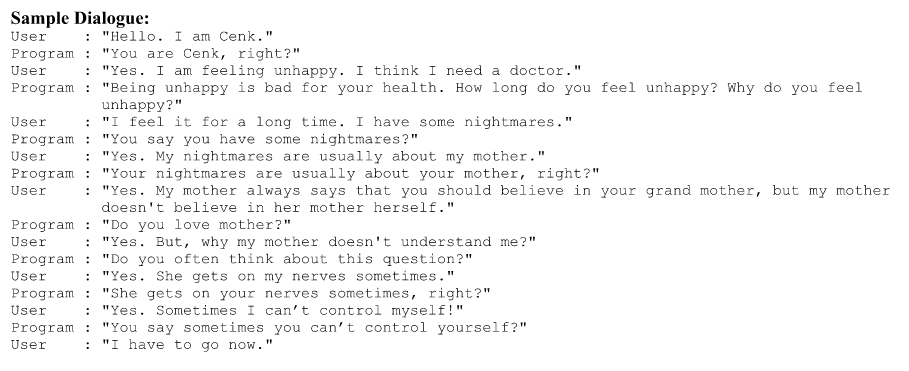 Sample Dialogue:
User    : "Hello. I am Cenk."
Program : "You are Cenk, right?"
User    : "Yes. I am feeling unhappy. I think I need a doctor."
Program : "Being unhappy is bad for your health. How long do you feel unhappy? Why do you feel
unhappy?"
User    : "I feel it for a long time. I have some nightmares."
Program : "You say you have some nightmares?"
User    : "Yes. My nightmares are usually about my mother."
Program : "Your nightmares are usually about your mother, right?"
User    : "Yes. My mother always says that you should believe in your grand mother, but my mother
doesn't believe in her mother herself."
Program : "Do you love mother?"
User    : "Yes. But, why my mother doesn't understand me?"
Program : "Do you often think about this question?"
User    : "Yes. She gets on my nerves sometimes."
Program : "She gets on your nerves sometimes, right?"
User    : "Yes. Sometimes I can’t control myself!"
Program : "You say sometimes you can’t control yourself?"
User    : "I have to go now."